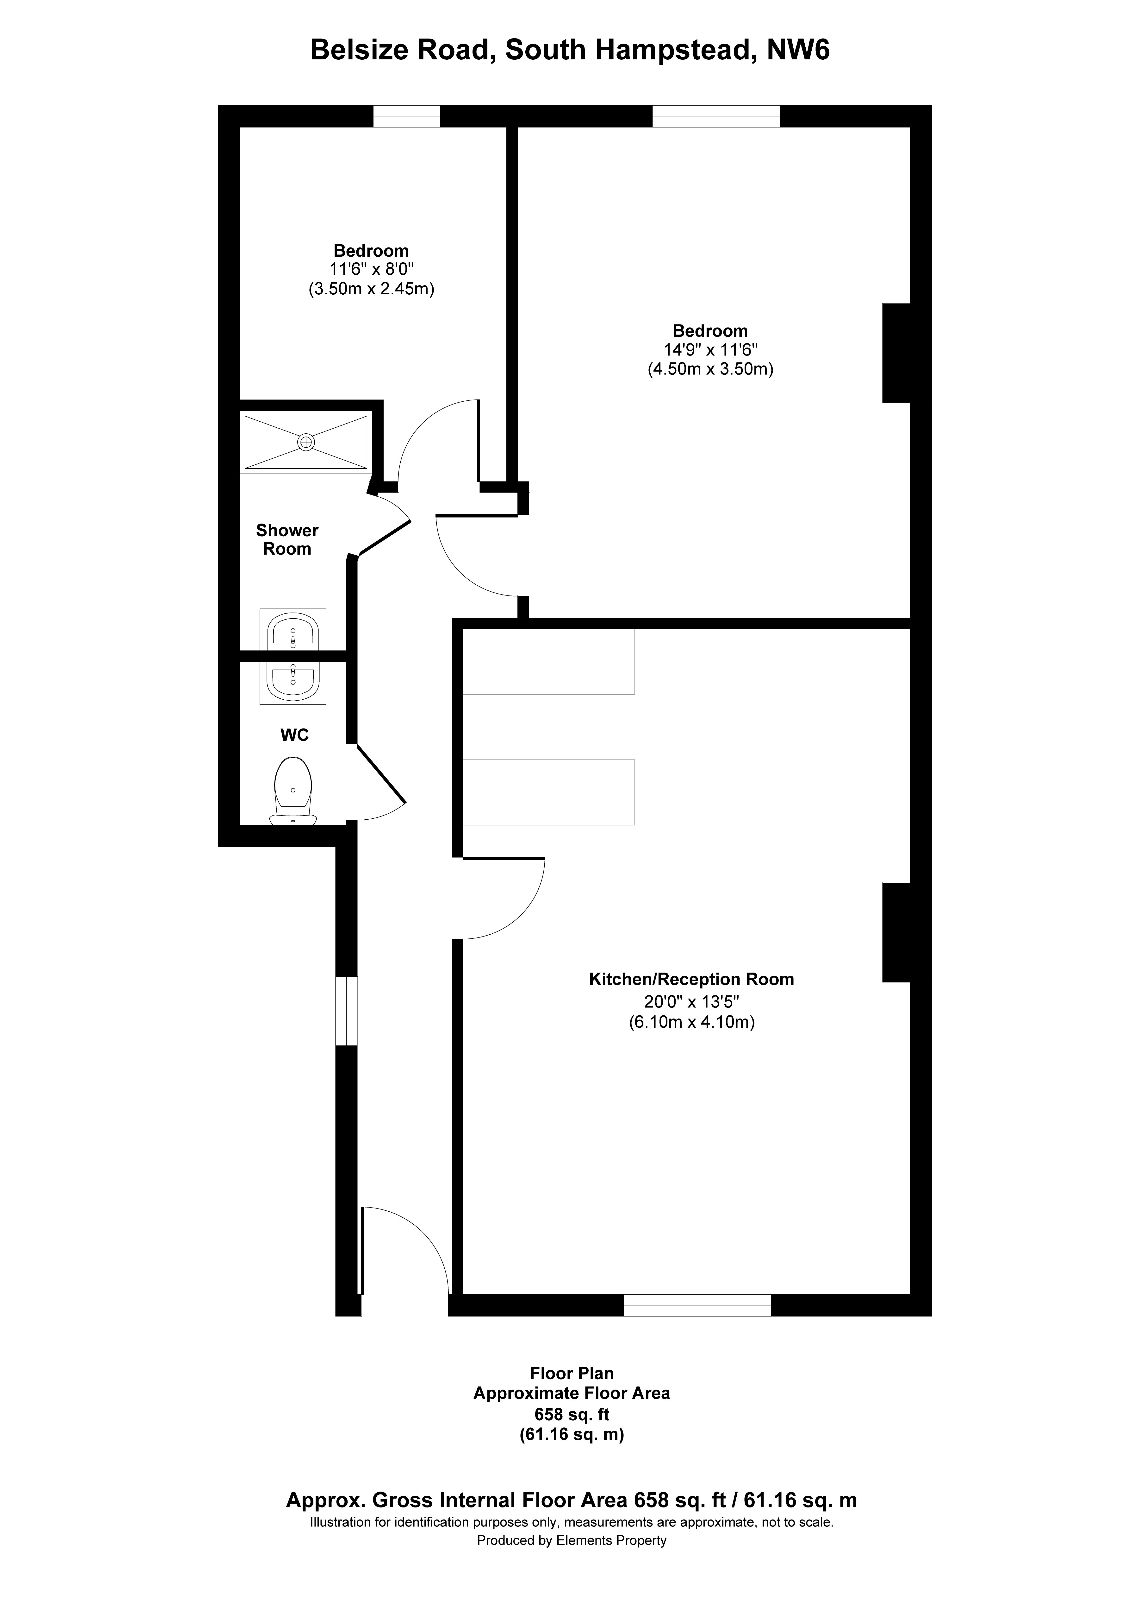 Belsize Road, South Hampstead, NW6
Bedroom
11'6" x 8'0"
(3.50m x 2.45m)
Bedroom
14'9" x 11'6"
(4.50m x 3.50m)
Shower
Room
WC
Kitchen/Reception Room
20'0" x 13'5"
(6.10m x 4.10m)
Floor Plan
Approximate Floor Area
658 sq. ft
(61.16 sq. m)
Approx. Gross Internal Floor Area 658 sq. ft / 61.16 sq. m
Illustration for identification purposes only, measurements are approximate, not to scale.
Produced by Elements Property